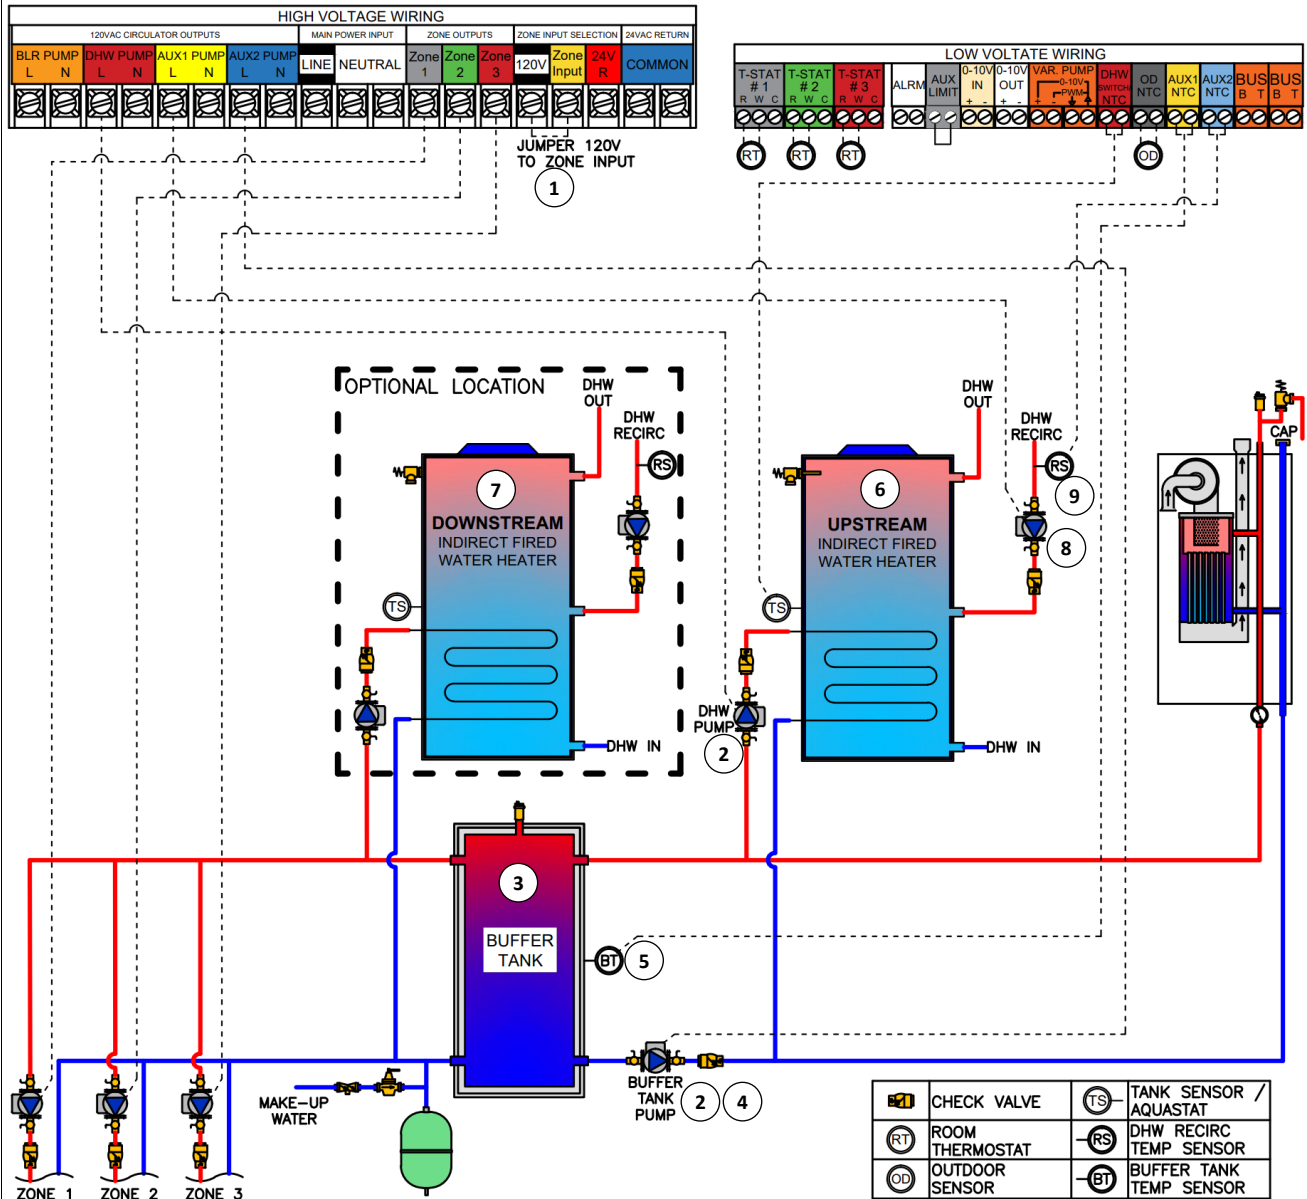 HIGH VOLTAGE WIRING
120VAC CIRCULATOR OUTPUTS
MAIN POWER INPUT
ZONE OUTPUTS
ZONE INPUT SELECTION
24VAC RETURN
BLR PUMP
L N
DHW PUMP
L N
AUX1 PUMP
L N
AUX2 PUMP
L N
LINE
NEUTRAL
Zone
1
Zone
2
Zone
3
120V
Zone
Input
24V
R
COMMON
JUMPER 120V
TO ZONE INPUT
1
LOW VOLTATE WIRING
T-STAT
# 1
R W C
T-STAT
# 2
R W C
T-STAT
# 3
R W C
ALRM
AUX
LIMIT
0-10V
IN
+ -
0-10V
OUT
+ -
VAR. PUMP
0-10V
PWM
+ -
DHW
SWITCH/
NTC
OD
NTC
AUX1
NTC
AUX2
NTC
BUS
B T
BUS
B T
RT
RT
RT
OD
OPTIONAL LOCATION
DHW
OUT
DHW
RECIRC
RS
7
DOWNSTREAM
INDIRECT FIRED
WATER HEATER
TS
DHW IN
DHW
OUT
DHW
RECIRC
RS
9
6
UPSTREAM
INDIRECT FIRED
WATER HEATER
8
TS
DHW
PUMP
2
DHW IN
CAP
3
BUFFER
TANK
BT
5
BUFFER
TANK
PUMP
2
4
MAKE-UP
WATER
ZONE 1
ZONE 2
ZONE 3
CHECK VALVE
TS
TANK SENSOR /
AQUASTAT
RT
ROOM
THERMOSTAT
RS
DHW RECIRC
TEMP SENSOR
OD
OUTDOOR
SENSOR
BT
BUFFER TANK
TEMP SENSOR